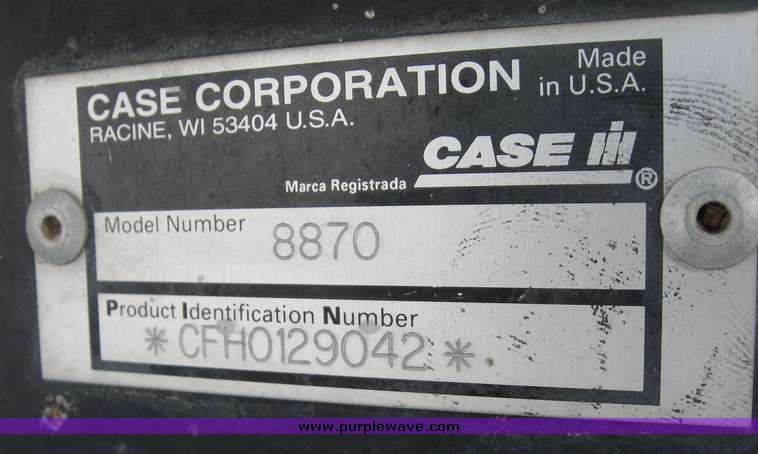 CASE CORPORATION
RACINE, WI 53404 U.S.A.
Made
in U.S.A.
CASE IH®
Marca Registrada
Model Number 8870
Product Identification Number
*CFH0129042*
www.purplewave.com